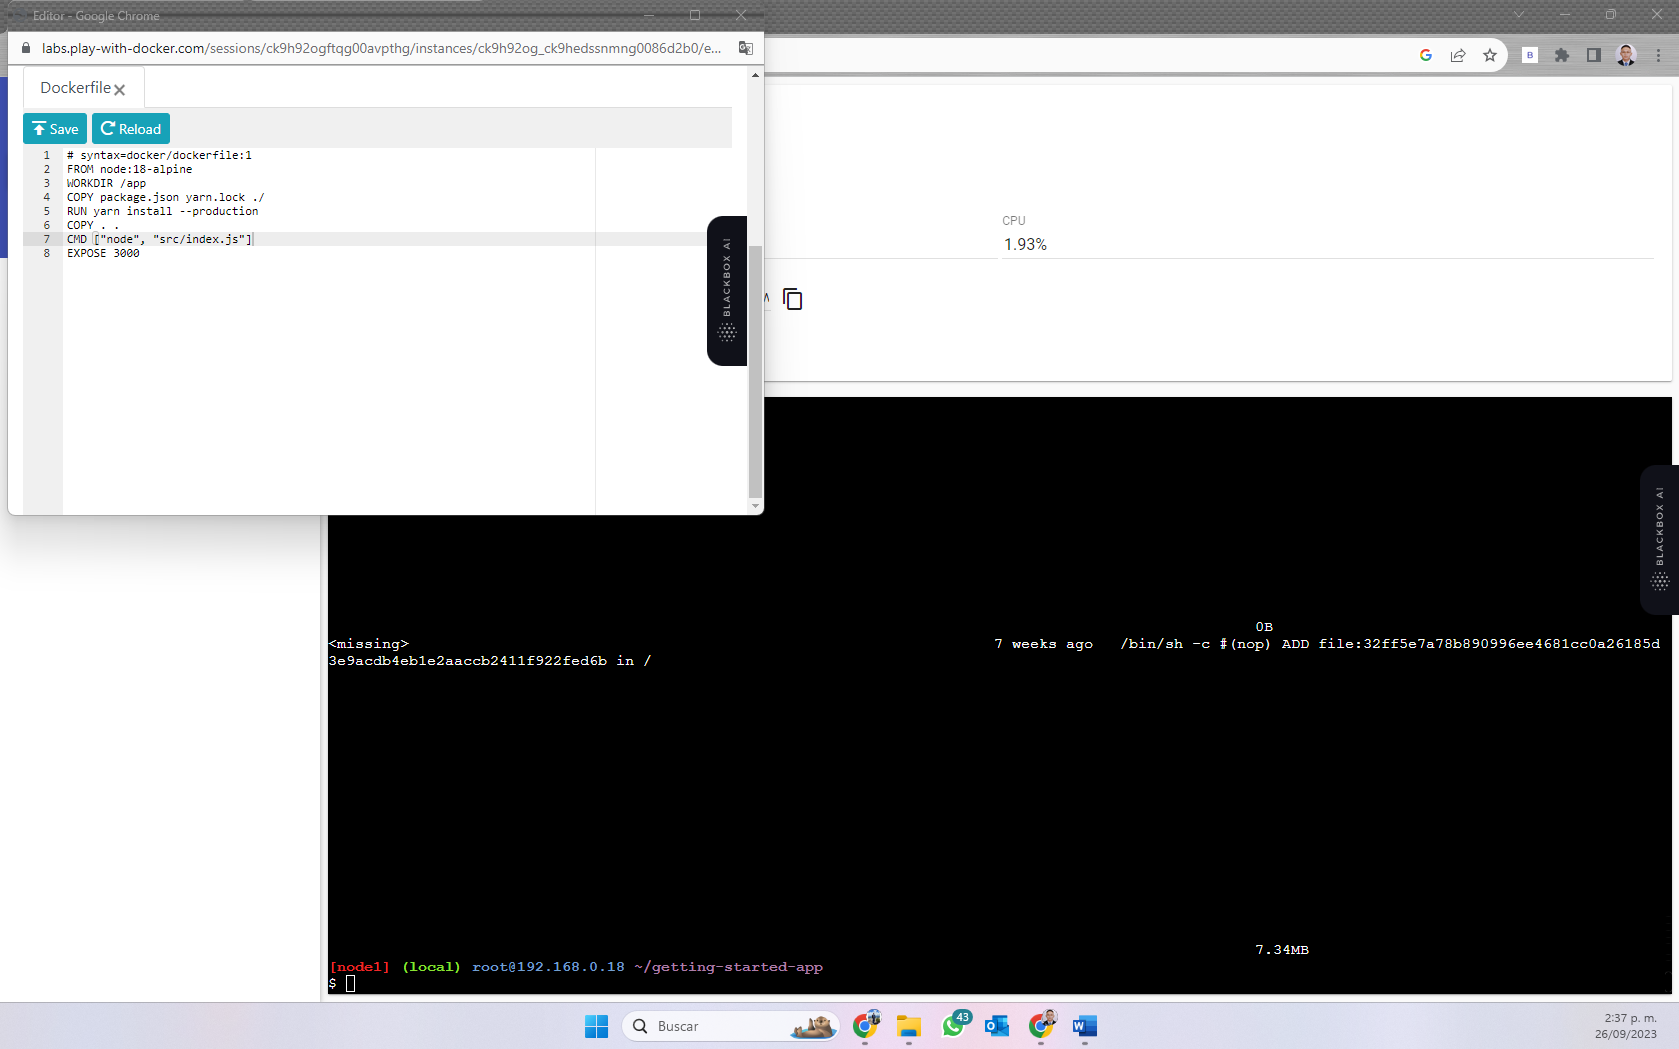 Editor - Google Chrome
labs.play-with-docker.com/sessions/ck9h92ogftqg00avpthg/instances/ck9h92og_ck9hedssnmng0086d2b0/e...
Dockerfile
Save
Reload
1 # syntax=docker/dockerfile:1
2 FROM node:18-alpine
3 WORKDIR /app
4 COPY package.json yarn.lock ./
5 RUN yarn install --production
6 COPY . .
7 CMD ["node", "src/index.js"]
8 EXPOSE 3000
BLACKBOX AI
CPU
1.93%
BLACKBOX AI
0B
<missing> 7 weeks ago /bin/sh -c #(nop) ADD file:32ff5e7a78b890996ee4681cc0a26185d
3e9acdb4eb1e2aaccb2411f922fed6b in /
7.34MB
[node1] (local) root@192.168.0.18 ~/getting-started-app
$
Buscar
43
2:37 p. m.
26/09/2023